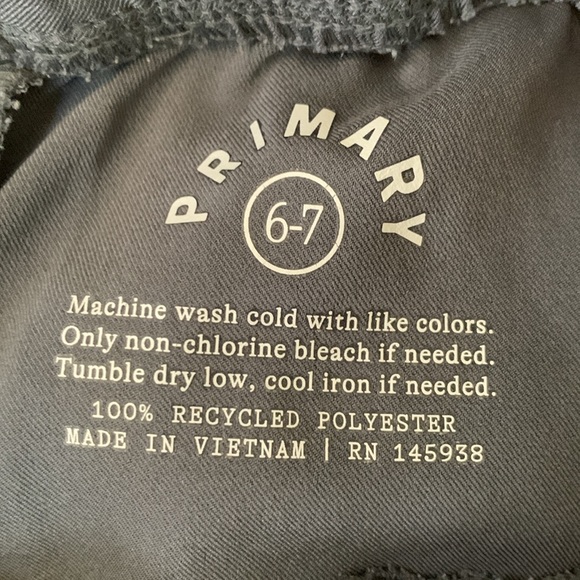 PRIMARY
6-7
Machine wash cold with like colors.
Only non-chlorine bleach if needed.
Tumble dry low, cool iron if needed.
100% RECYCLED POLYESTER
MADE IN VIETNAM | RN 145938